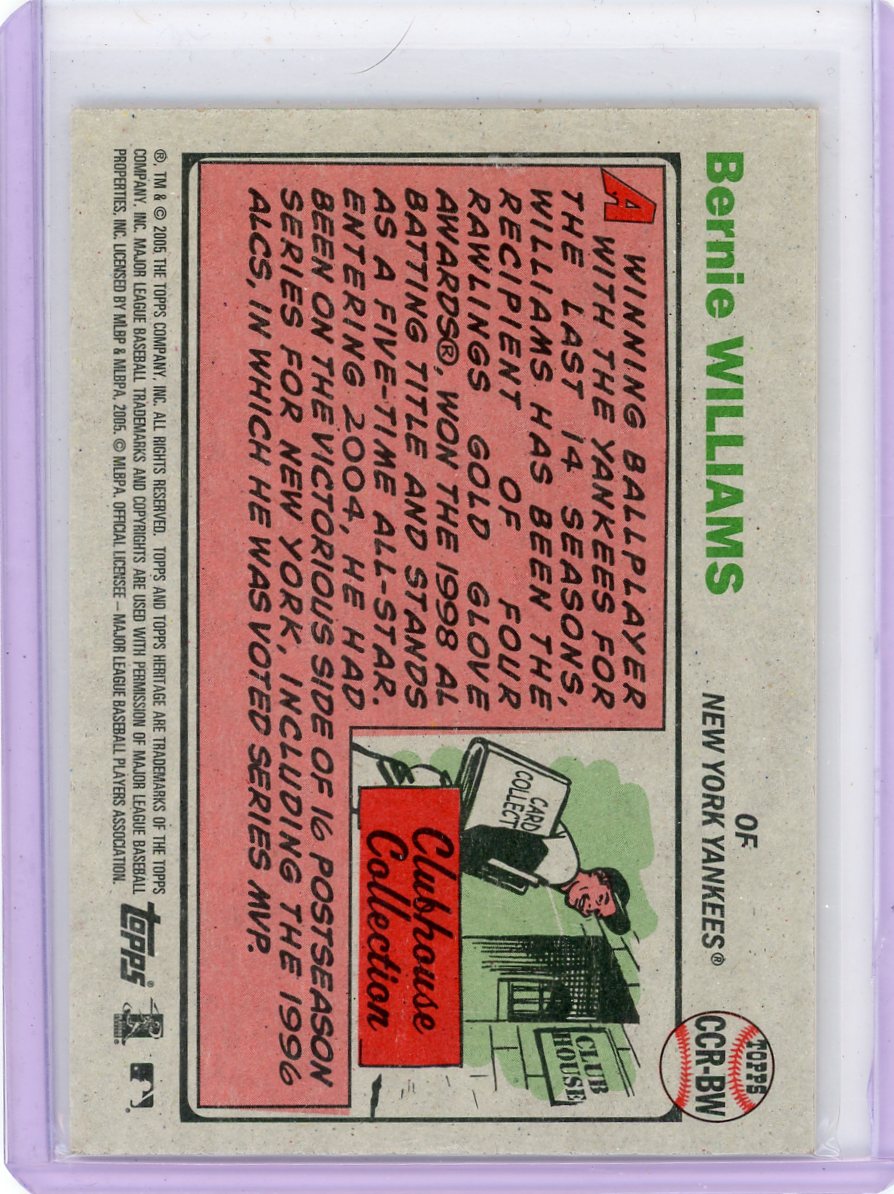 Bernie WILLIAMS
OF
NEW YORK YANKEES®
TOPPS
CCR-BW
A WINNING BALLPLAYER
WITH THE YANKEES FOR
THE LAST 14 SEASONS,
WILLIAMS HAS BEEN THE
RECIPIENT OF FOUR
RAWLINGS GOLD GLOVE
AWARDS®, WON THE 1998 AL
BATTING TITLE AND STANDS
AS A FIVE-TIME ALL-STAR.
ENTERING 2004, HE HAD
BEEN ON THE VICTORIOUS SIDE OF 16 POSTSEASON
SERIES FOR NEW YORK, INCLUDING THE 1996
ALCS, IN WHICH HE WAS VOTED SERIES MVP.
CARD
COLLECT
CLUB
HOUSE
Clubhouse
Collection
®, TM & © 2005 THE TOPPS COMPANY, INC. ALL RIGHTS RESERVED. TOPPS AND TOPPS HERITAGE ARE TRADEMARKS OF THE TOPPS
COMPANY, INC. MAJOR LEAGUE BASEBALL TRADEMARKS AND COPYRIGHTS ARE USED WITH PERMISSION OF MAJOR LEAGUE BASEBALL
PROPERTIES, INC. LICENSED BY MLBP & MLBPA, 2005. © MLBPA. OFFICIAL LICENSEE – MAJOR LEAGUE BASEBALL PLAYERS ASSOCIATION.
topps®